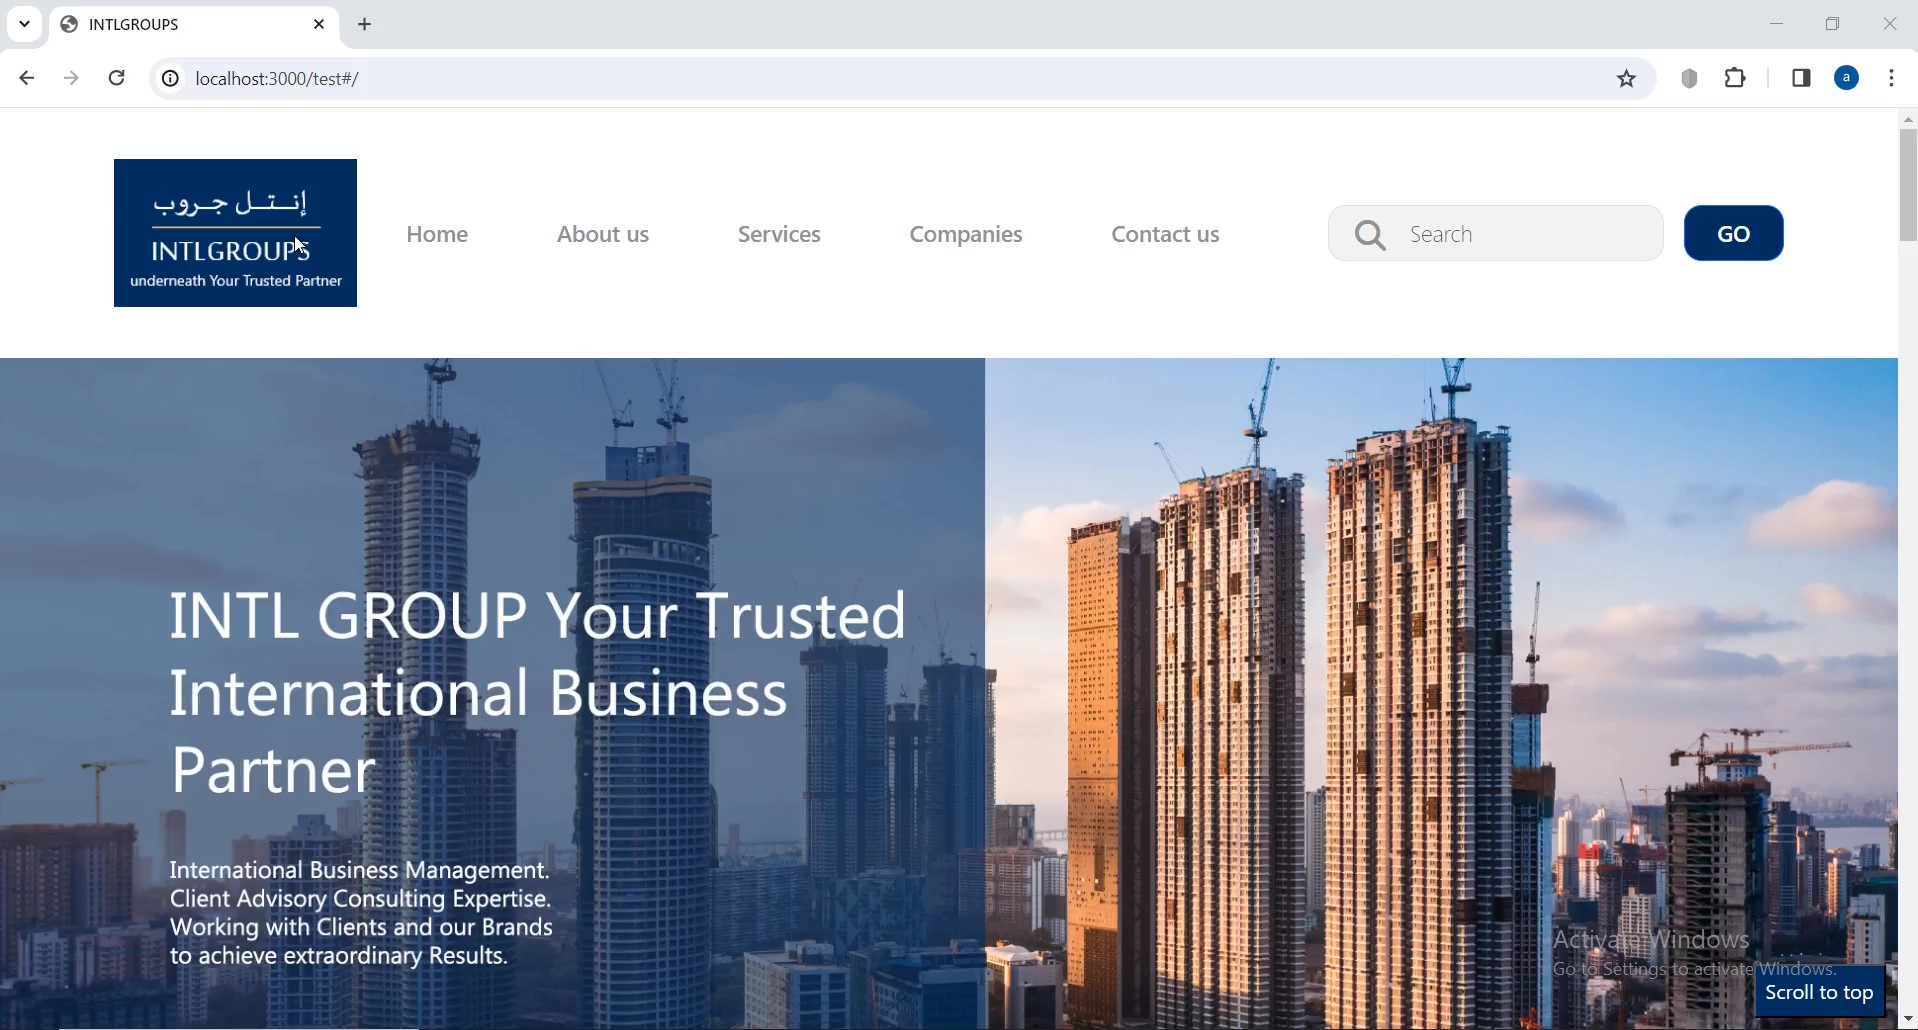 INTLGROUPS
localhost:3000/test#/
a
إنتل جروب
INTLGROUPS
underneath Your Trusted Partner
Home
About us
Services
Companies
Contact us
Search
GO
INTL GROUP Your Trusted
International Business
Partner
International Business Management.
Client Advisory Consulting Expertise.
Working with Clients and our Brands
to achieve extraordinary Results.
Activate Windows
Go to Settings to activate Windows.
Scroll to top